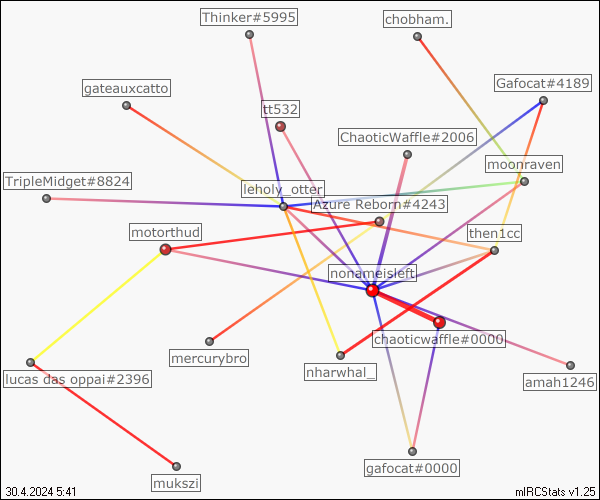 Thinker#5995
chobham.
gateauxcatto
Gafocat#4189
tt532
ChaoticWaffle#2006
moonraven
TripleMidget#8824
leholy_otter
Azure Reborn#4243
motorthud
then1cc
nonameisleft
chaoticwaffle#0000
mercurybro
nharwhal_
lucas das oppai#2396
amah1246
gafocat#0000
mukszi
30.4.2024 5:41
mIRCStats v1.25